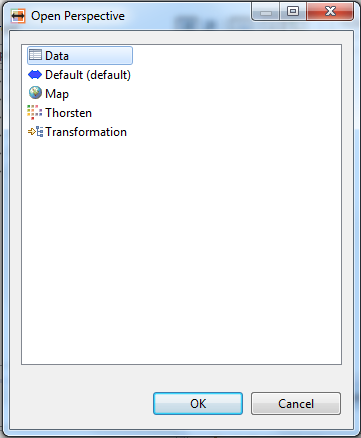 Open Perspective
Data
Default (default)
Map
Thorsten
Transformation
OK
Cancel